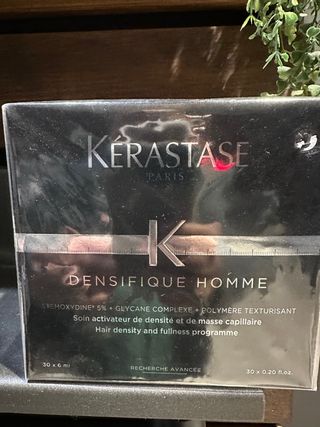 KÉRASTASE
PARIS
K
DENSIFIQUE HOMME
STEMOXYDINE® 5% + GLYCANE COMPLEXE + POLYMÈRE TEXTURISANT
Soin activateur de densité et de masse capillaire
Hair density and fullness programme
30 x 6 ml
RECHERCHE AVANCÉE
30 x 0.20 fl.oz.